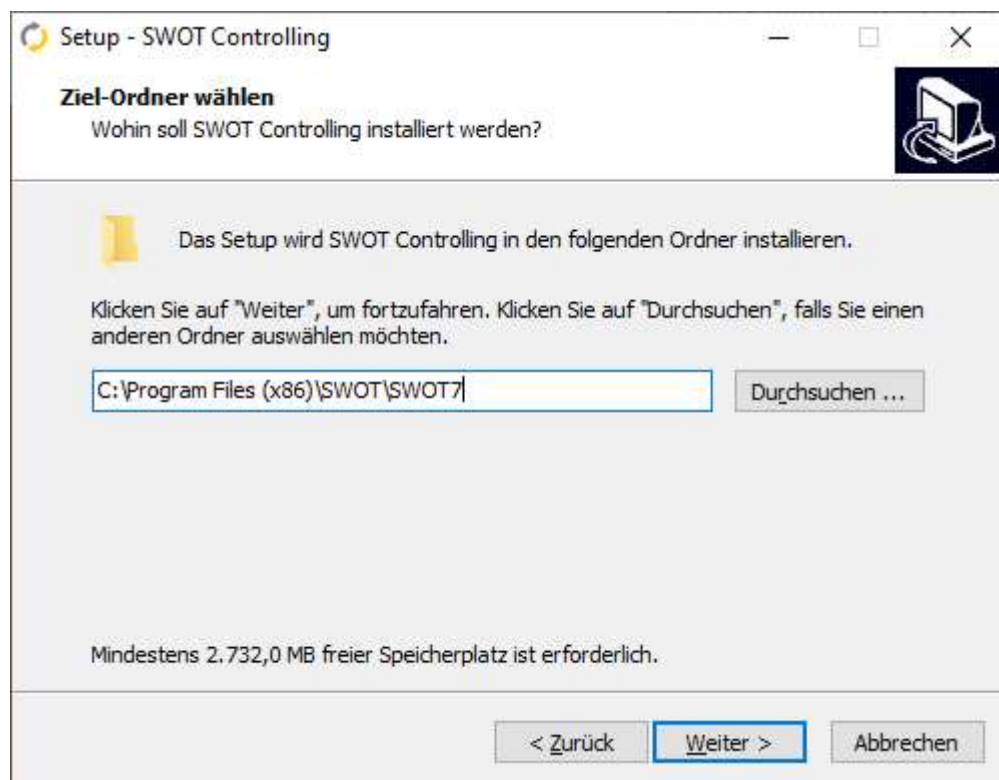 Setup - SWOT Controlling
Ziel-Ordner wählen
Wohin soll SWOT Controlling installiert werden?
Das Setup wird SWOT Controlling in den folgenden Ordner installieren.
Klicken Sie auf "Weiter", um fortzufahren. Klicken Sie auf "Durchsuchen", falls Sie einen
anderen Ordner auswählen möchten.
C:\Program Files (x86)\SWOT\SWOT7
Durchsuchen ...
Mindestens 2.732,0 MB freier Speicherplatz ist erforderlich.
< Zurück
Weiter >
Abbrechen